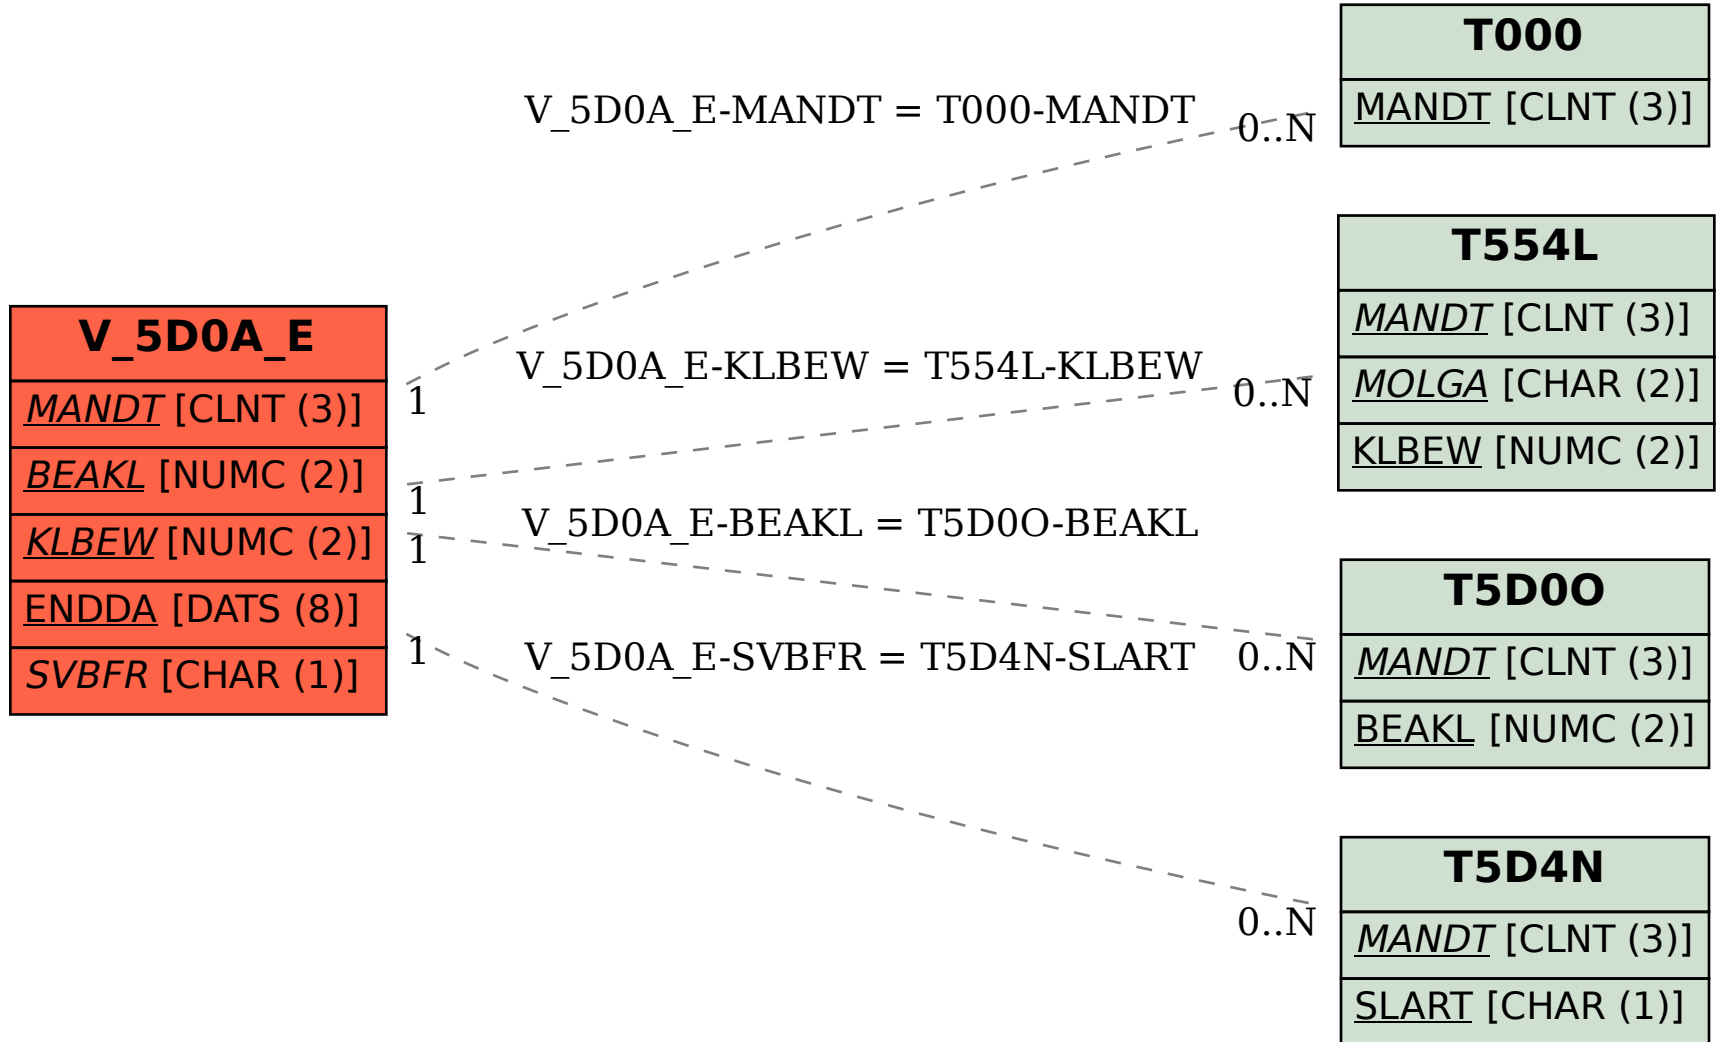 V_5D0A_E
MANDT [CLNT (3)]
BEAKL [NUMC (2)]
KLBEW [NUMC (2)]
ENDDA [DATS (8)]
SVBFR [CHAR (1)]
V_5D0A_E-MANDT = T000-MANDT
0..N
1
V_5D0A_E-KLBEW = T554L-KLBEW
0..N
1
V_5D0A_E-BEAKL = T5D0O-BEAKL
1
0..N
V_5D0A_E-SVBFR = T5D4N-SLART
1
0..N
T000
MANDT [CLNT (3)]
T554L
MANDT [CLNT (3)]
MOLGA [CHAR (2)]
KLBEW [NUMC (2)]
T5D0O
MANDT [CLNT (3)]
BEAKL [NUMC (2)]
T5D4N
MANDT [CLNT (3)]
SLART [CHAR (1)]